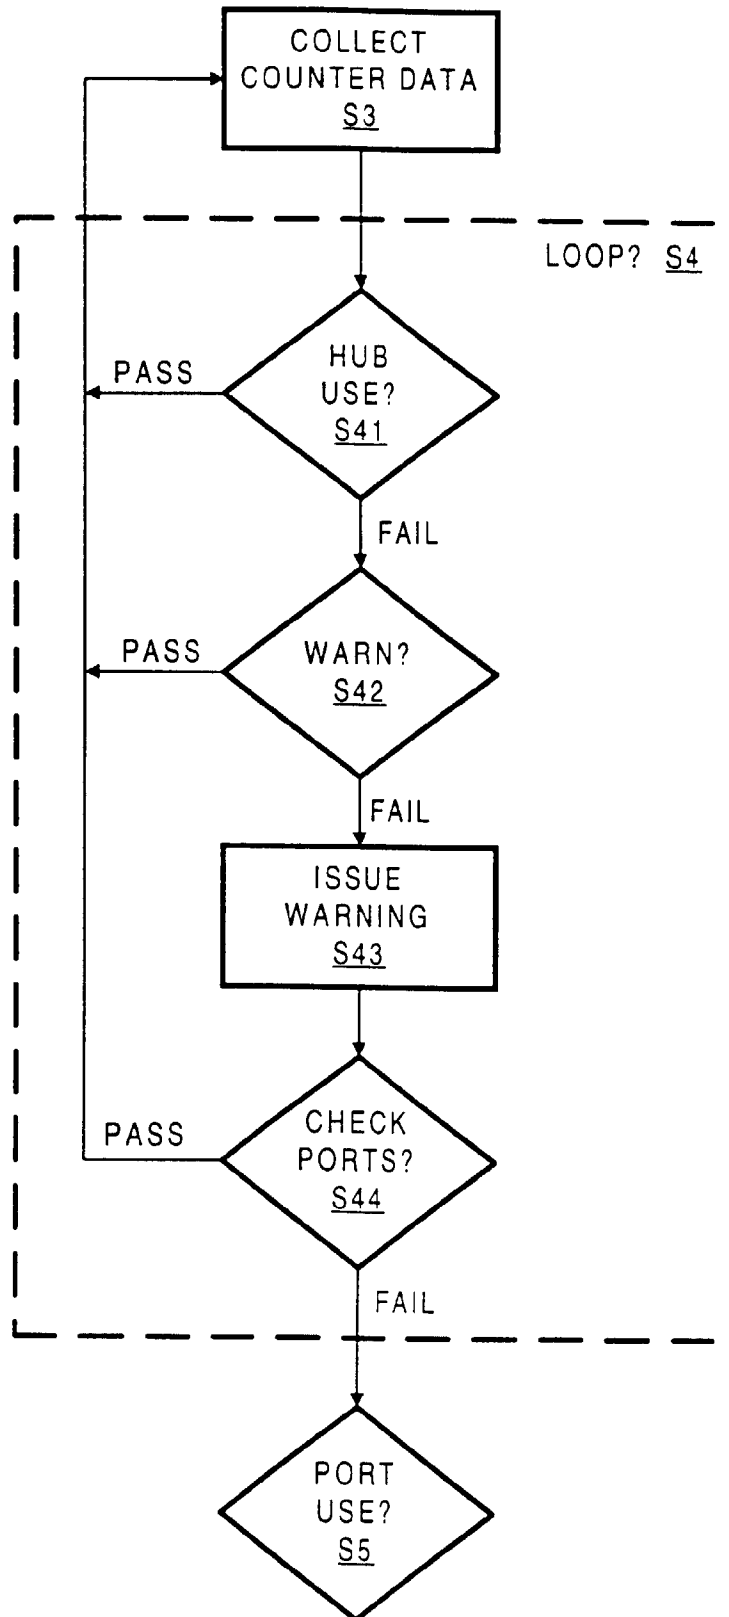 COLLECT
COUNTER DATA
S3
LOOP? S4
HUB
USE?
S41
PASS
FAIL
WARN?
S42
PASS
FAIL
ISSUE
WARNING
S43
CHECK
PORTS?
S44
PASS
FAIL
PORT
USE?
S5